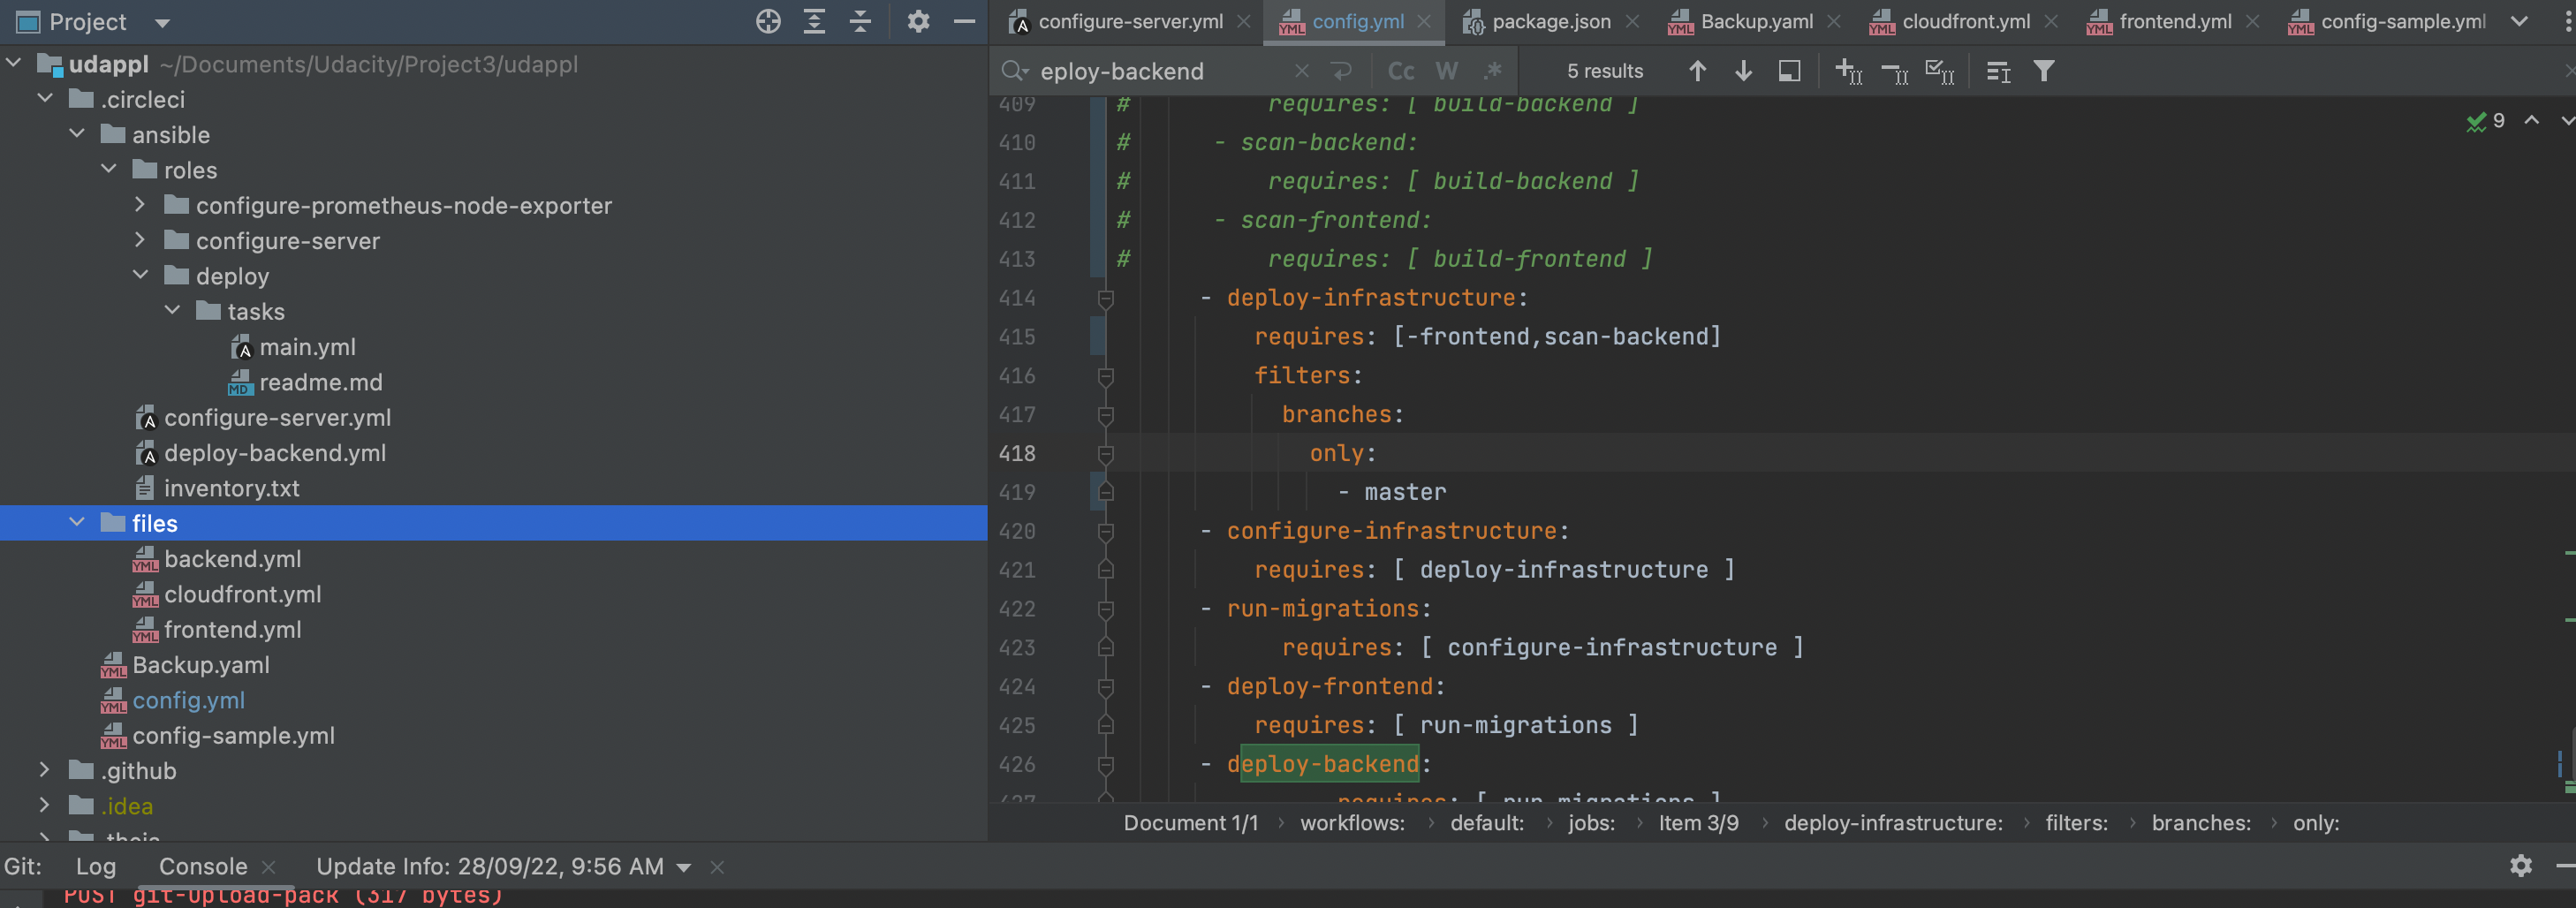 Project
udappl ~/Documents/Udacity/Project3/udappl
.circleci
ansible
roles
configure-prometheus-node-exporter
configure-server
deploy
tasks
main.yml
readme.md
configure-server.yml
deploy-backend.yml
inventory.txt
files
backend.yml
cloudfront.yml
frontend.yml
Backup.yaml
config.yml
config-sample.yml
.github
.idea
.theia
configure-server.yml config.yml package.json Backup.yaml cloudfront.yml frontend.yml config-sample.yml
eploy-backend Cc W .* 5 results
9
409 # requires: [ build-backend ]
410 # - scan-backend:
411 # requires: [ build-backend ]
412 # - scan-frontend:
413 # requires: [ build-frontend ]
414 - deploy-infrastructure:
415 requires: [-frontend,scan-backend]
416 filters:
417 branches:
418 only:
419 - master
420 - configure-infrastructure:
421 requires: [ deploy-infrastructure ]
422 - run-migrations:
423 requires: [ configure-infrastructure ]
424 - deploy-frontend:
425 requires: [ run-migrations ]
426 - deploy-backend:
427 requires: [ run-migrations ]
Document 1/1 › workflows: › default: › jobs: › Item 3/9 › deploy-infrastructure: › filters: › branches: › only:
Git: Log Console Update Info: 28/09/22, 9:56 AM
POST git-upload-pack (317 bytes)